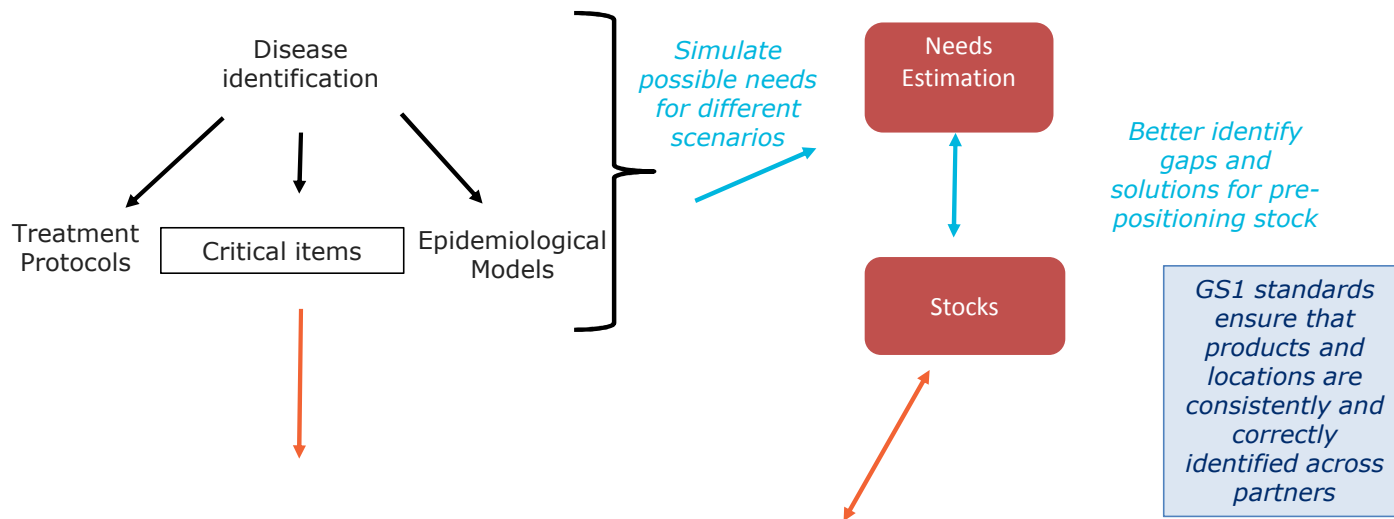 Disease
identification
Treatment
Protocols
Critical items
Epidemiological
Models
Simulate
possible needs
for different
scenarios
Needs
Estimation
Better identify
gaps and
solutions for pre-
positioning stock
Stocks
GS1 standards
ensure that
products and
locations are
consistently and
correctly
identified across
partners